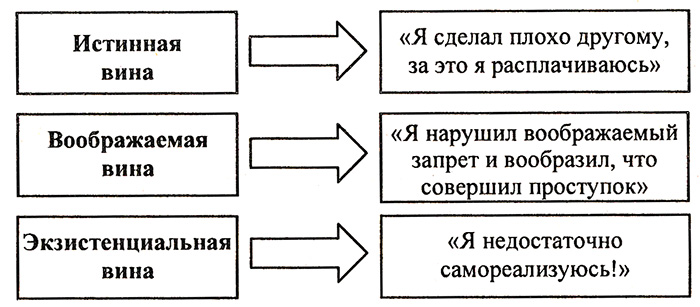 Истинная
вина
«Я сделал плохо другому,
за это я расплачиваюсь»
Воображаемая
вина
«Я нарушил воображаемый
запрет и вообразил, что
совершил проступок»
Экзистенциальная
вина
«Я недостаточно
самореализуюсь!»